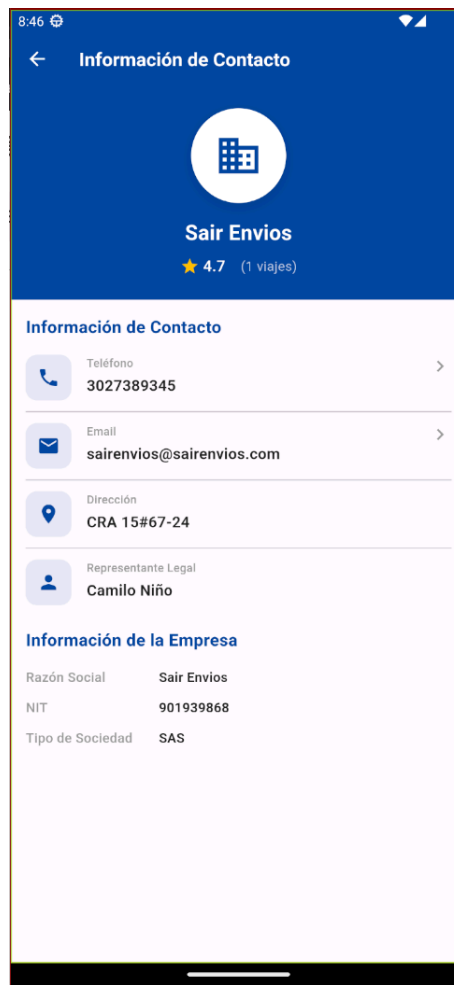 8:46
Información de Contacto
Sair Envios
4.7 (1 viajes)
Información de Contacto
Teléfono
3027389345
Email
sairenvios@sairenvios.com
Dirección
CRA 15#67-24
Representante Legal
Camilo Niño
Información de la Empresa
Razón Social Sair Envios
NIT 901939868
Tipo de Sociedad SAS